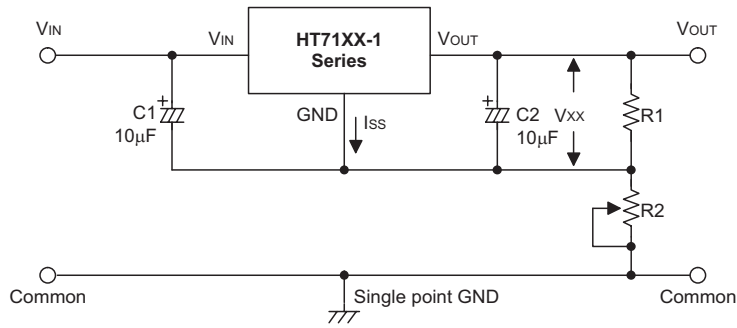 VIN
VIN
HT71XX-1
Series
VOUT
VOUT
C1
10μF
GND
ISS
C2
10μF
VXX
R1
R2
Common
Single point GND
Common